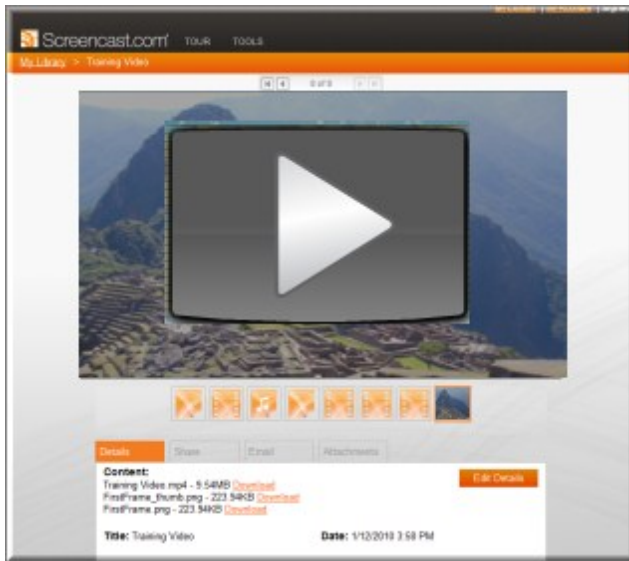 Screencast.com TOUR TOOLS
My Library > Training Video
Details Share Email Attachments
Content:
Training Video.mp4 - 9.54MB Download
FirstFrame_thumb.png - 223.94KB Download
FirstFrame.png - 223.94KB Download
Edit Details
Title: Training Video Date: 1/12/2010 3:58 PM